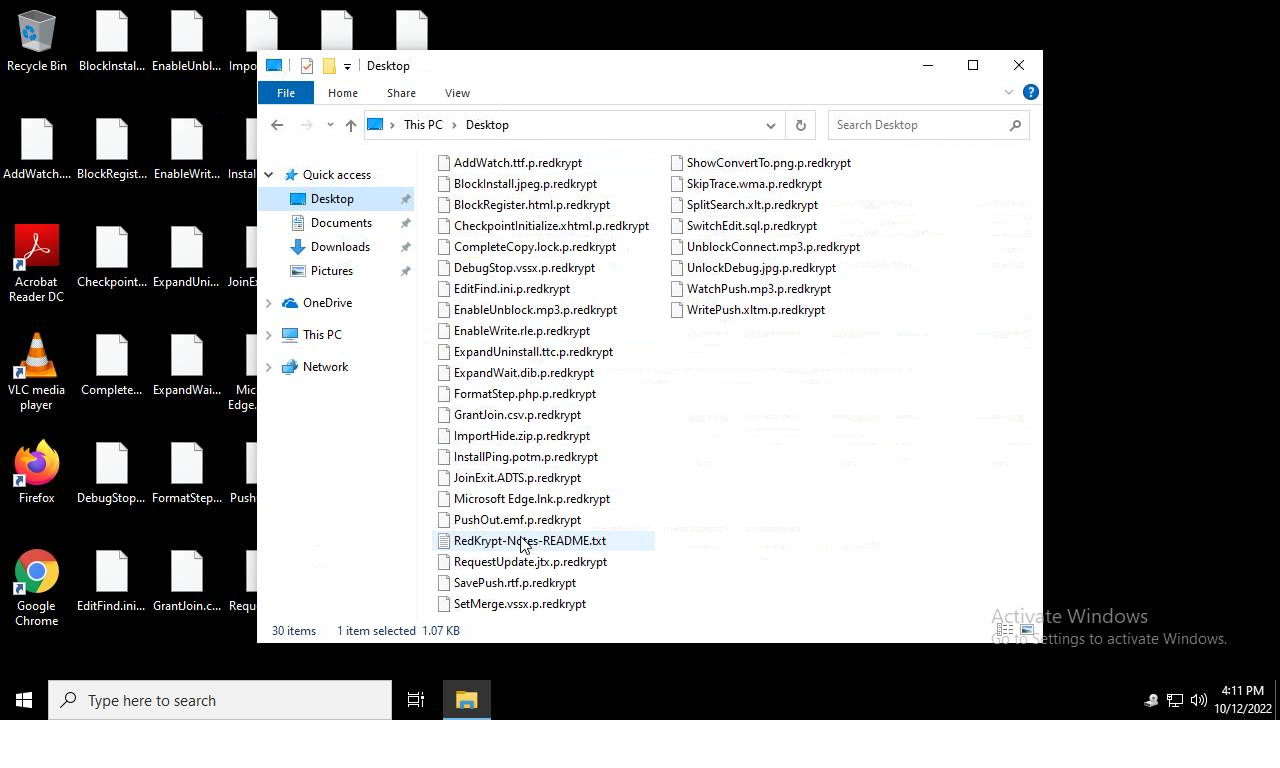 Recycle Bin
BlockInstal...
EnableUnbl...
Impo
Desktop
File
Home
Share
View
?
This PC
Desktop
Search Desktop
AddWatch....
BlockRegist...
EnableWrit...
Instal
Quick access
Desktop
Documents
Downloads
Pictures
OneDrive
This PC
Network
AddWatch.ttf.p.redkrypt
BlockInstall.jpeg.p.redkrypt
BlockRegister.html.p.redkrypt
CheckpointInitialize.xhtml.p.redkrypt
CompleteCopy.lock.p.redkrypt
DebugStop.vssx.p.redkrypt
EditFind.ini.p.redkrypt
EnableUnblock.mp3.p.redkrypt
EnableWrite.rle.p.redkrypt
ExpandUninstall.ttc.p.redkrypt
ExpandWait.dib.p.redkrypt
FormatStep.php.p.redkrypt
GrantJoin.csv.p.redkrypt
ImportHide.zip.p.redkrypt
InstallPing.potm.p.redkrypt
JoinExit.ADTS.p.redkrypt
Microsoft Edge.lnk.p.redkrypt
PushOut.emf.p.redkrypt
RedKrypt-Notes-README.txt
RequestUpdate.jtx.p.redkrypt
SavePush.rtf.p.redkrypt
SetMerge.vssx.p.redkrypt
ShowConvertTo.png.p.redkrypt
SkipTrace.wma.p.redkrypt
SplitSearch.xlt.p.redkrypt
SwitchEdit.sql.p.redkrypt
UnblockConnect.mp3.p.redkrypt
UnlockDebug.jpg.p.redkrypt
WatchPush.mp3.p.redkrypt
WritePush.xltm.p.redkrypt
Acrobat
Reader DC
Checkpoint...
ExpandUni...
JoinEx
VLC media
player
Complete...
ExpandWai...
Mic
Edge.
Firefox
DebugStop...
FormatStep...
Push
Google
Chrome
EditFind.ini...
GrantJoin.c...
Requ
30 items
1 item selected 1.07 KB
Activate Windows
Go to Settings to activate Windows.
Type here to search
4:11 PM
10/12/2022